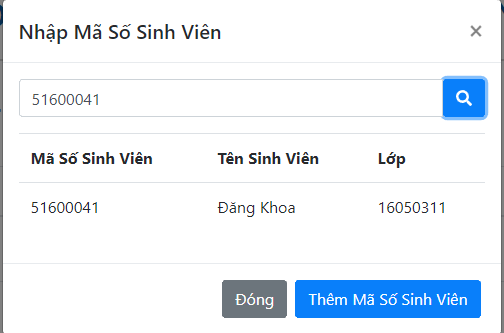 Nhập Mã Số Sinh Viên ×
51600041
Mã Số Sinh Viên Tên Sinh Viên Lớp
51600041 Đăng Khoa 16050311
Đóng Thêm Mã Số Sinh Viên